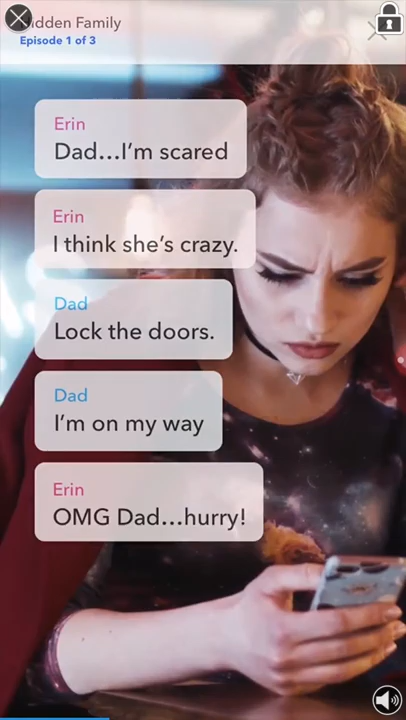 idden Family
Episode 1 of 3
Erin
Dad...I'm scared
Erin
I think she's crazy.
Dad
Lock the doors.
Dad
I'm on my way
Erin
OMG Dad...hurry!